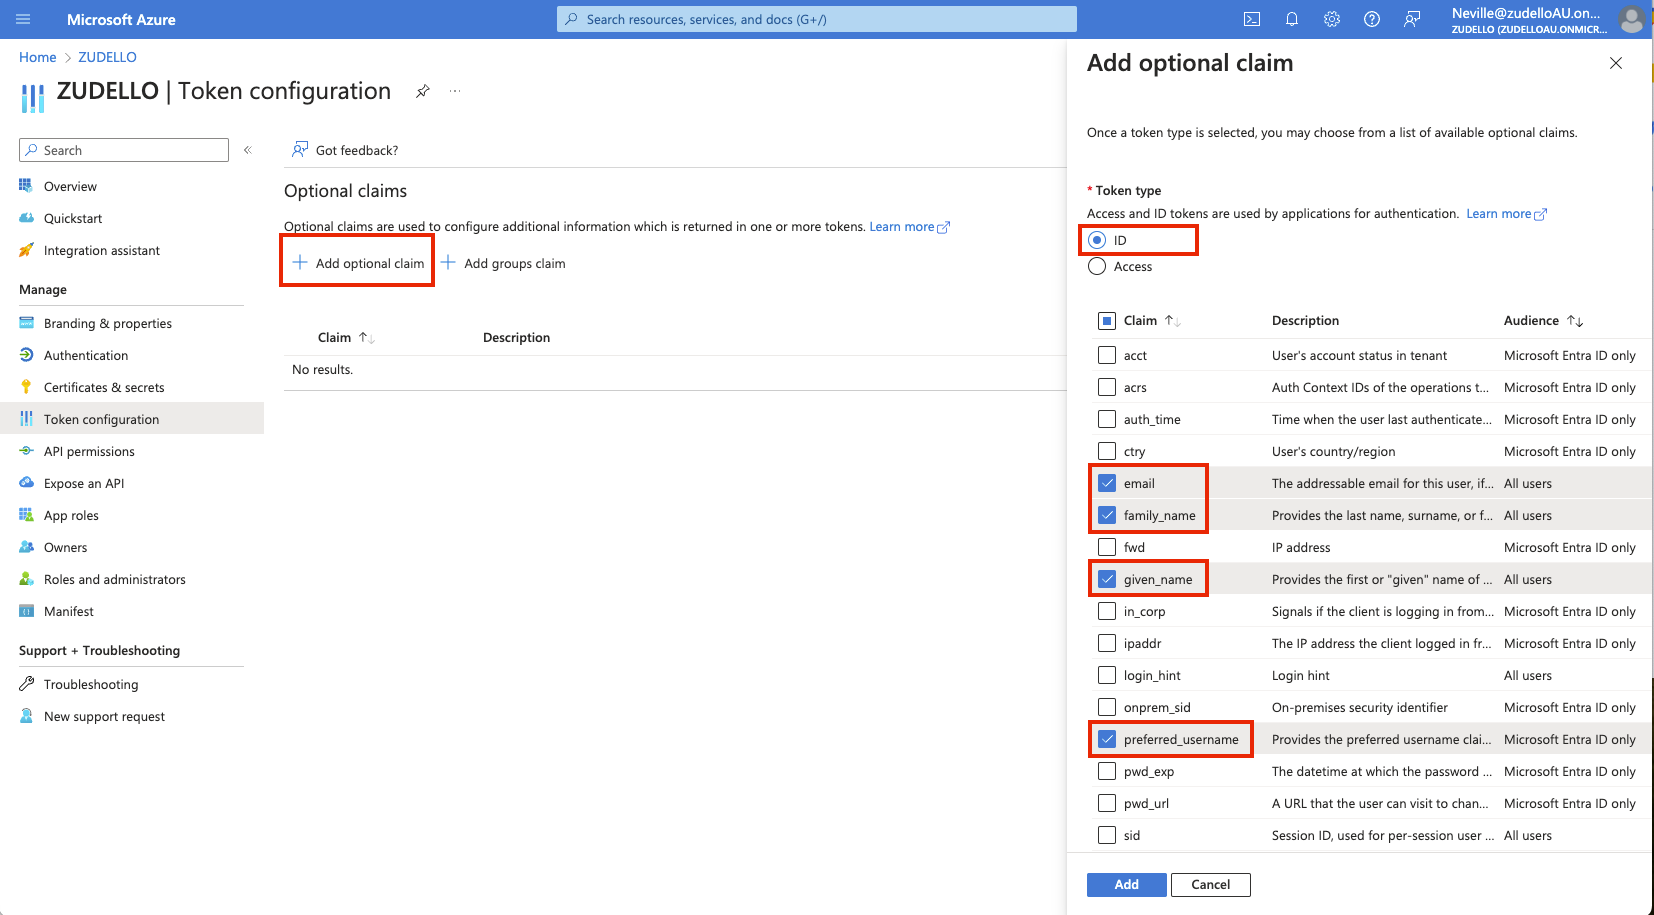 Microsoft Azure
Search resources, services, and docs (G+/)
Neville@zudelloAU.on...
ZUDELLO (ZUDELLOAU.ONMICR...
Home > ZUDELLO
ZUDELLO | Token configuration
...
Search
Overview
Quickstart
Integration assistant
Manage
Branding & properties
Authentication
Certificates & secrets
Token configuration
API permissions
Expose an API
App roles
Owners
Roles and administrators
Manifest
Support + Troubleshooting
Troubleshooting
New support request
Got feedback?
Optional claims
Optional claims are used to configure additional information which is returned in one or more tokens. Learn more
+ Add optional claim + Add groups claim
Claim ↑↓ Description
No results.
Add optional claim
Once a token type is selected, you may choose from a list of available optional claims.
* Token type
Access and ID tokens are used by applications for authentication. Learn more
ID
Access
Claim ↑↓ Description Audience ↑↓
acct User's account status in tenant Microsoft Entra ID only
acrs Auth Context IDs of the operations t... Microsoft Entra ID only
auth_time Time when the user last authenticate... Microsoft Entra ID only
ctry User's country/region Microsoft Entra ID only
email The addressable email for this user, if... All users
family_name Provides the last name, surname, or f... All users
fwd IP address Microsoft Entra ID only
given_name Provides the first or "given" name of ... All users
in_corp Signals if the client is logging in from... Microsoft Entra ID only
ipaddr The IP address the client logged in fr... Microsoft Entra ID only
login_hint Login hint All users
onprem_sid On-premises security identifier Microsoft Entra ID only
preferred_username Provides the preferred username clai... Microsoft Entra ID only
pwd_exp The datetime at which the password ... Microsoft Entra ID only
pwd_url A URL that the user can visit to chan... Microsoft Entra ID only
sid Session ID, used for per-session user ... All users
Add Cancel